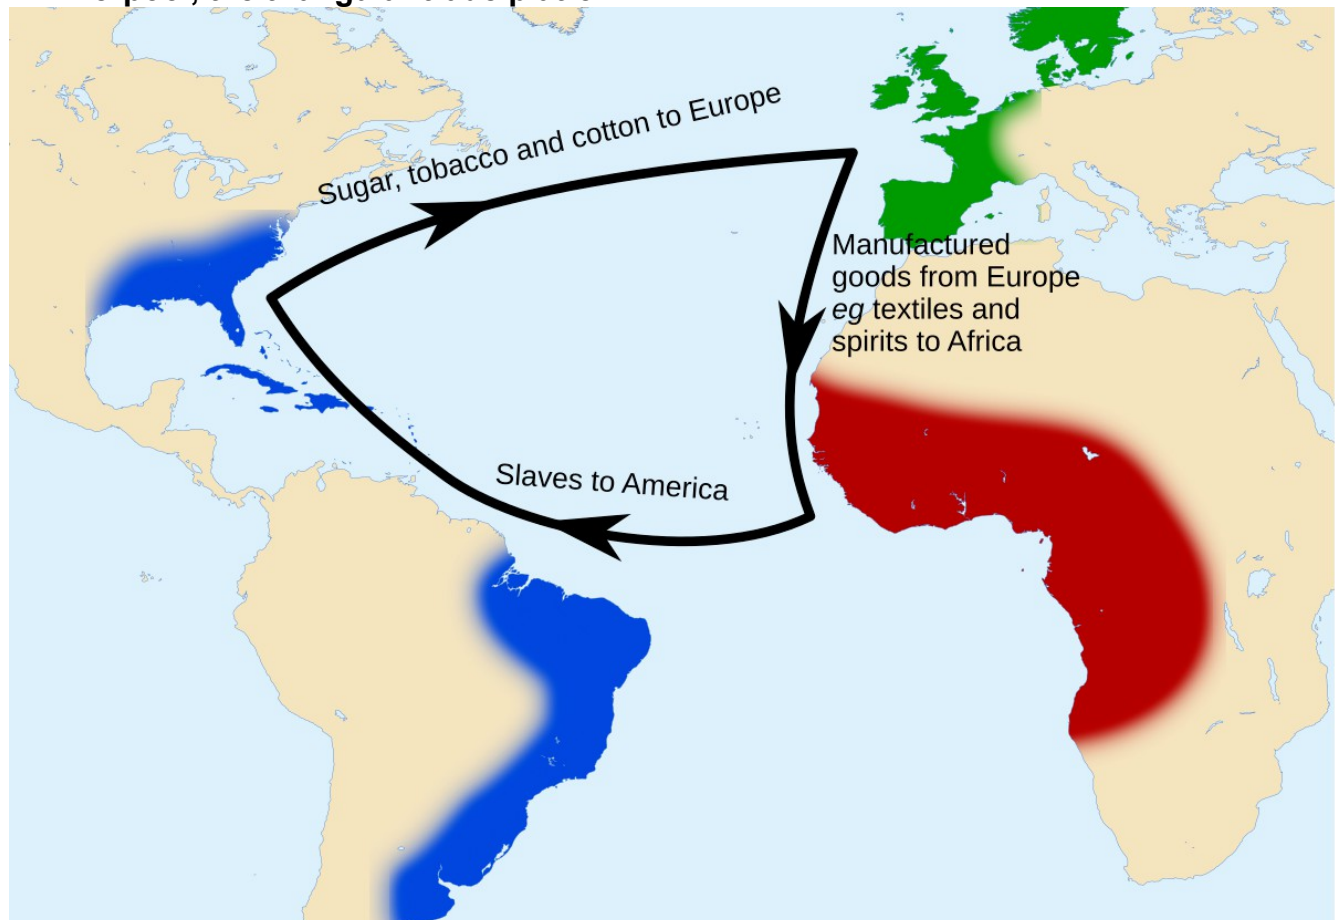 Sugar, tobacco and cotton to Europe
Manufactured
goods from Europe
eg textiles and
spirits to Africa
Slaves to America